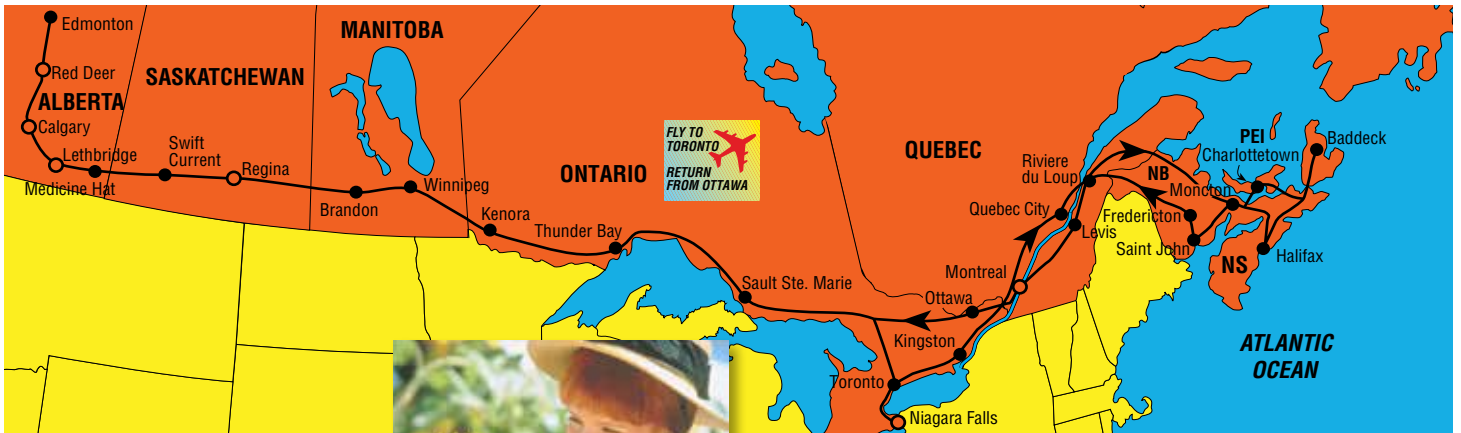 Edmonton
Red Deer
ALBERTA
Calgary
Lethbridge
Medicine Hat
SASKATCHEWAN
Swift
Current
Regina
MANITOBA
Brandon
Winnipeg
Kenora
Thunder Bay
ONTARIO
FLY TO
TORONTO
RETURN
FROM OTTAWA
Sault Ste. Marie
QUEBEC
Ottawa
Montreal
Kingston
Toronto
Niagara Falls
Quebec City
Levis
Riviere
du Loup
NB
Moncton
Fredericton
Saint John
PEI
Charlottetown
Baddeck
NS
Halifax
ATLANTIC
OCEAN